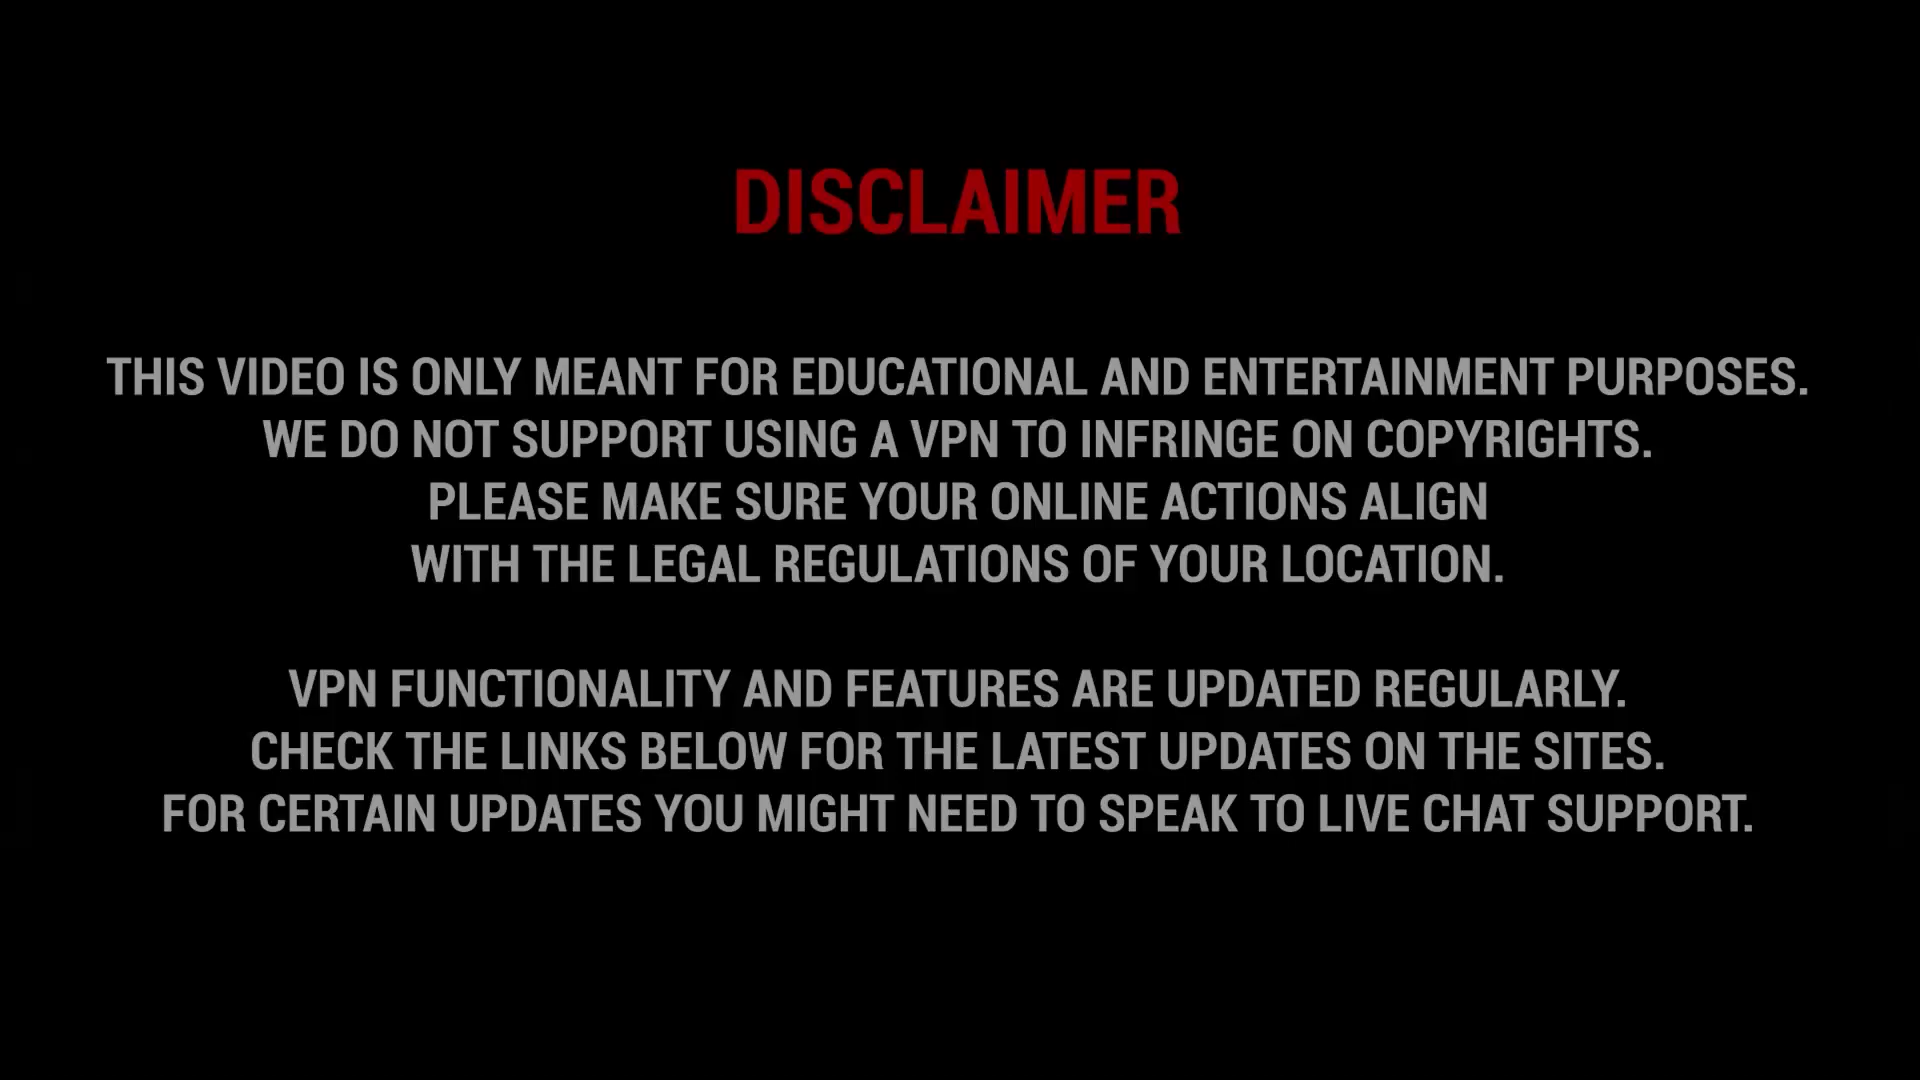 DISCLAIMER
THIS VIDEO IS ONLY MEANT FOR EDUCATIONAL AND ENTERTAINMENT PURPOSES.
WE DO NOT SUPPORT USING A VPN TO INFRINGE ON COPYRIGHTS.
PLEASE MAKE SURE YOUR ONLINE ACTIONS ALIGN
WITH THE LEGAL REGULATIONS OF YOUR LOCATION.
VPN FUNCTIONALITY AND FEATURES ARE UPDATED REGULARLY.
CHECK THE LINKS BELOW FOR THE LATEST UPDATES ON THE SITES.
FOR CERTAIN UPDATES YOU MIGHT NEED TO SPEAK TO LIVE CHAT SUPPORT.